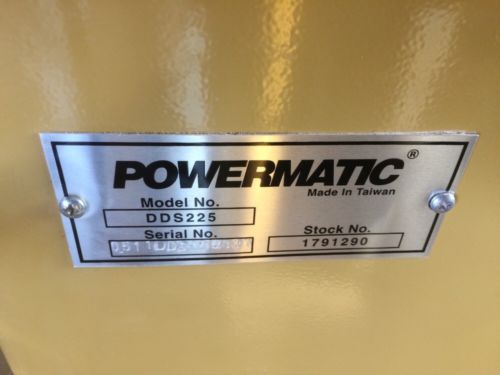 POWERMATIC®
Made In Taiwan
Model No.
DDS225
Serial No.
Stock No.
1791290